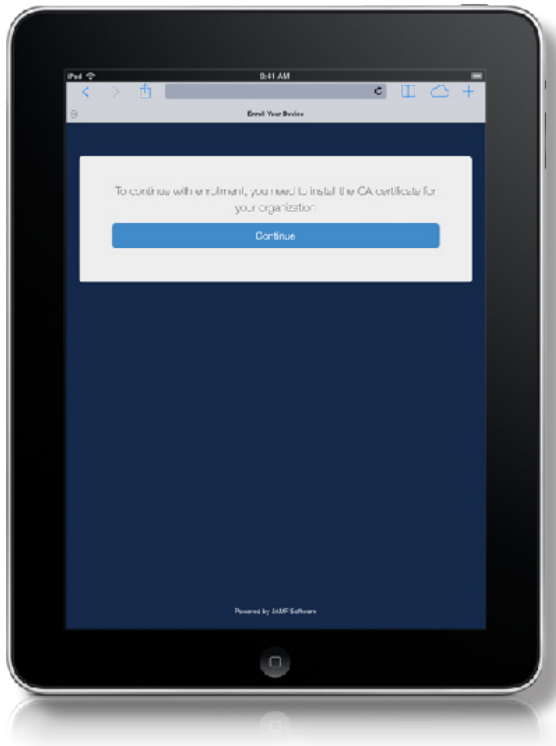 iPad 9:41 AM
Enroll Your Device
To continue with enrollment, you need to install the CA certificate for
your organization
Continue
Powered by JAMF Software